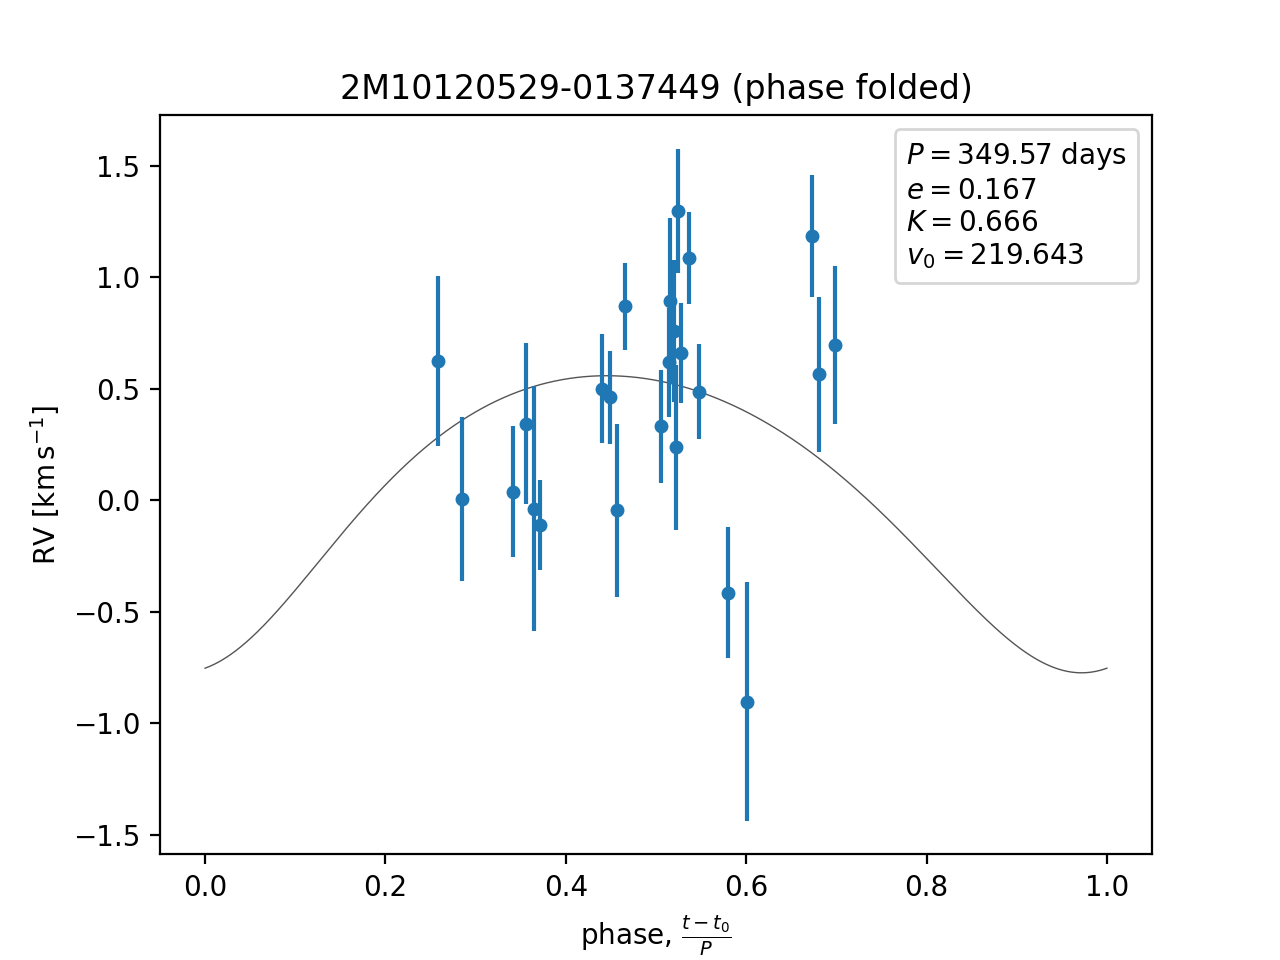 2M10120529-0137449 (phase folded)
P = 349.57 days
e = 0.167
K = 0.666
v₀ = 219.643
1.5
1.0
0.5
0.0
−0.5
−1.0
−1.5
RV [km s⁻¹]
0.0 0.2 0.4 0.6 0.8 1.0
phase, (t − t₀)/P